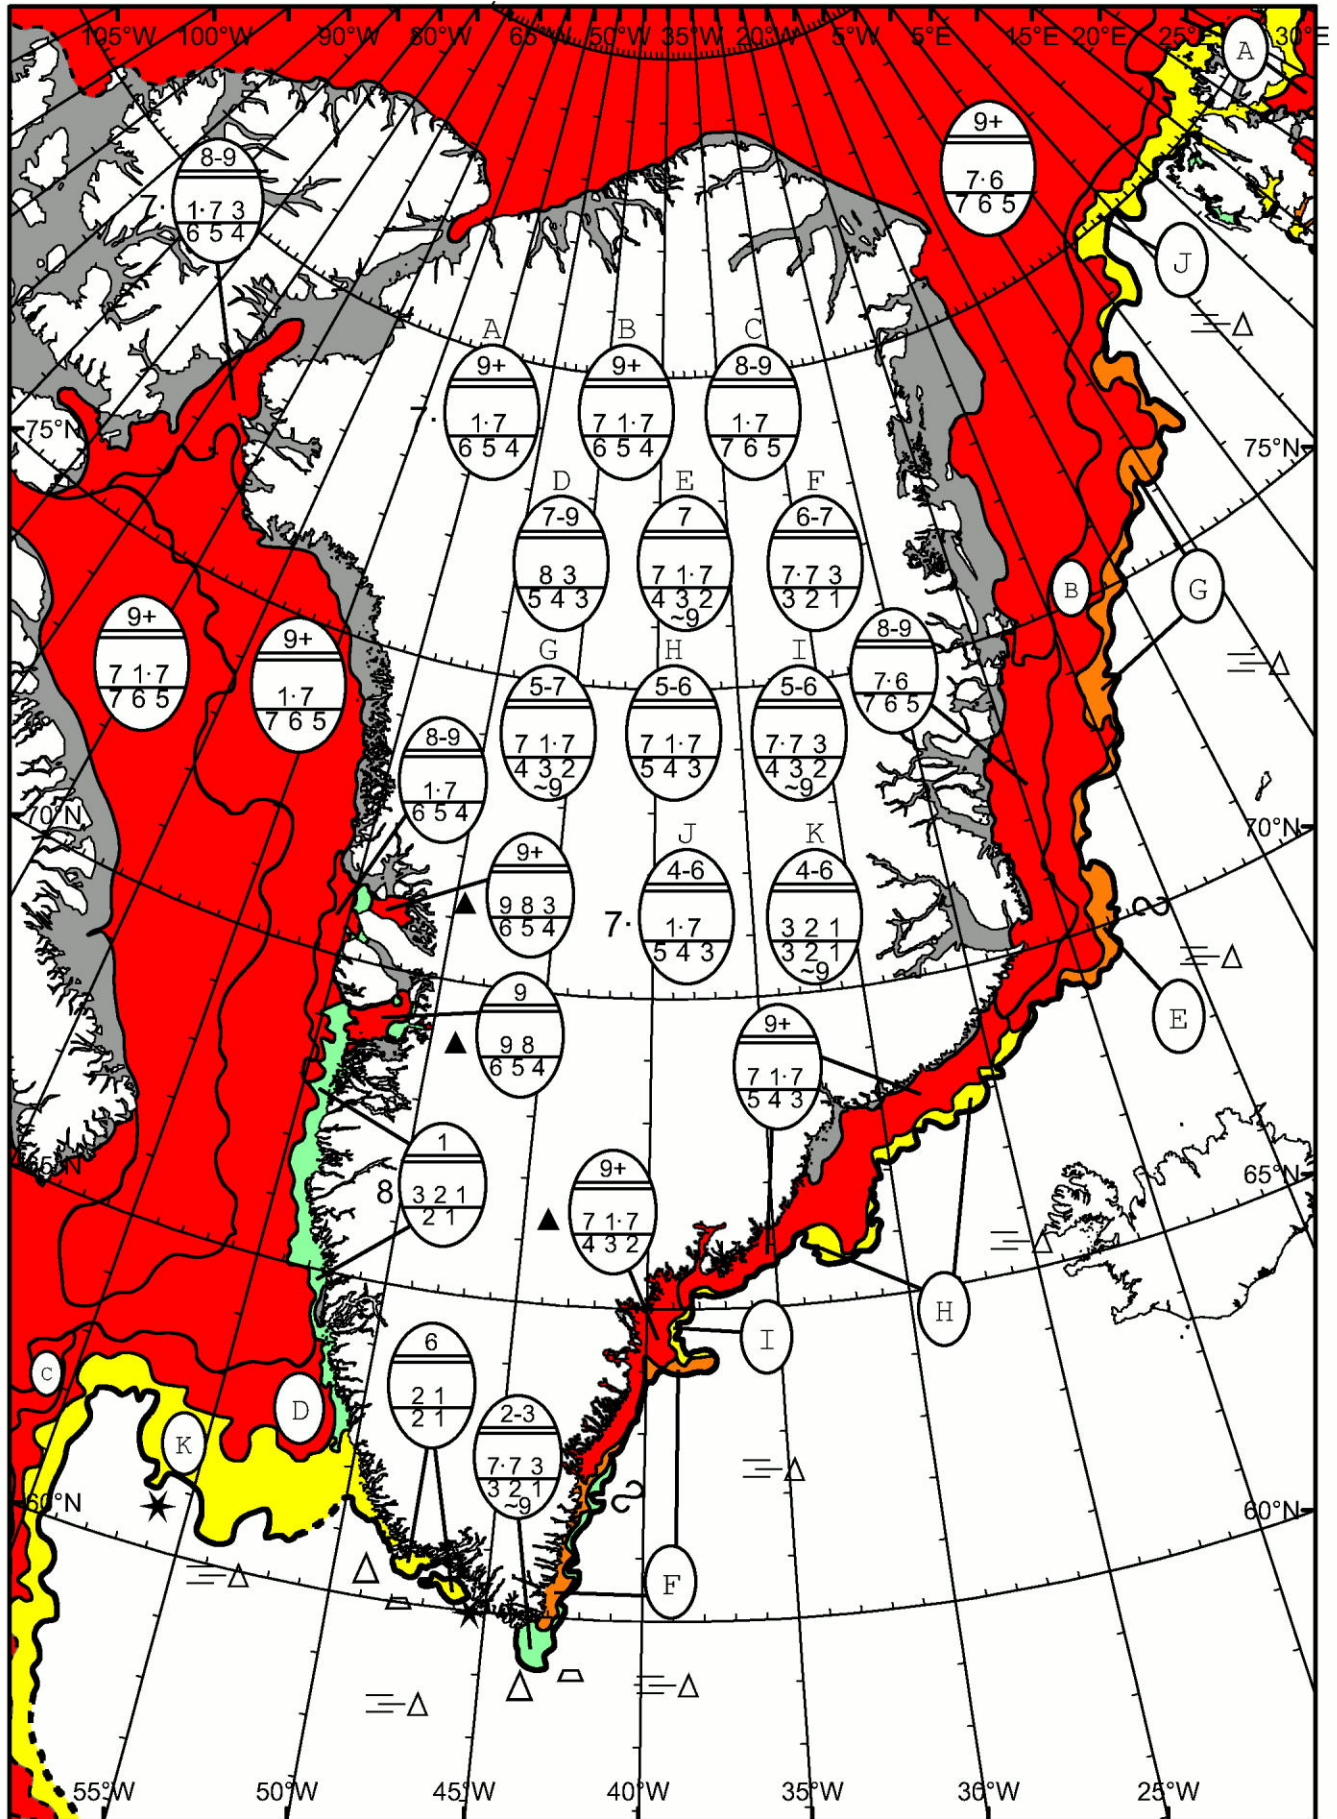 105°W 100°W 90°W 80°W 65°W 50°W 35°W 20°W 5°W 5°E 15°E 20°E 25°E 30°E
A
9+
7·6
7 6 5
8-9
7· 1·7 3
6 5 4
J
A B C
9+ 9+ 8-9
7· 1·7 7 1·7 1·7
6 5 4 6 5 4 7 6 5
75°N 75°N
D E F
7-9 7 6-7
8 3 7 1·7 7·7 3
5 4 3 4 3 2 3 2 1
~9
B G
9+
7 1·7
7 6 5
9+
1·7
7 6 5
8-9
7·6
7 6 5
G H I
5-7 5-6 5-6
7 1·7 7 1·7 7·7 3
4 3 2 5 4 3 4 3 2
~9 ~9
8-9
1·7
6 5 4
70°N 70°N
J K
4-6 4-6
7· 1·7 3 2 1
5 4 3 3 2 1
~9
9+
9 8 3
6 5 4
9
9 8
6 5 4
E
9+
7 1·7
5 4 3
1
8 3 2 1
2 1
65°N 65°N
9+
7 1·7
4 3 2
H
I
C
D
K
6
2 1
2 1
2-3
7·7 3
3 2 1
~9
60°N 60°N
F
55°W 50°W 45°W 40°W 35°W 30°W 25°W